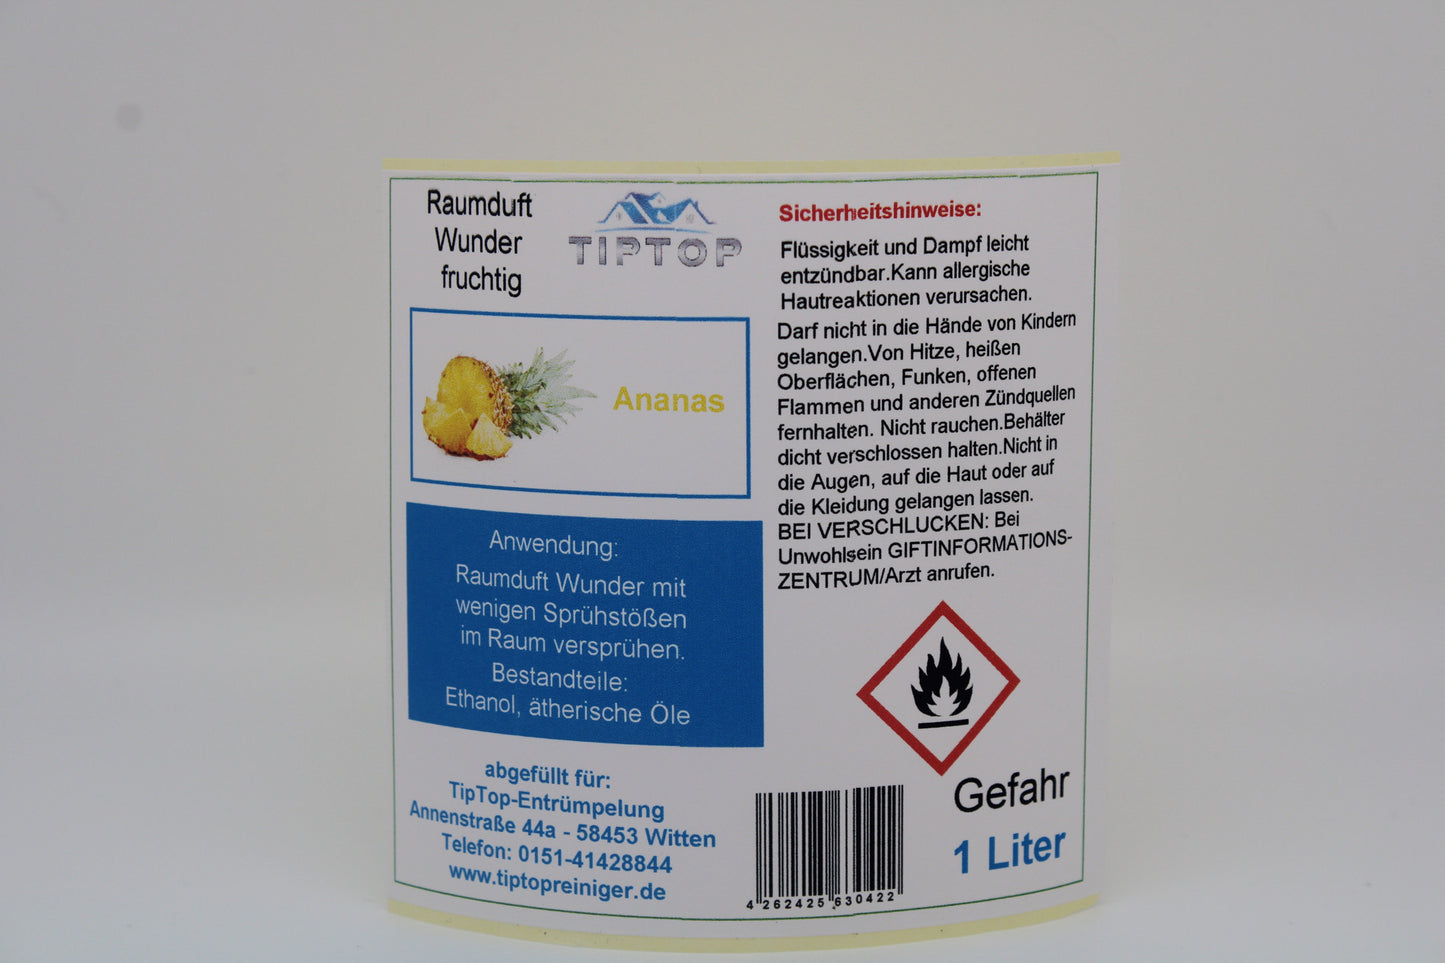 Raumduft
Wunder
fruchtig
TIPTOP
Ananas
Anwendung:
Raumduft Wunder mit
wenigen Sprühstößen
im Raum versprühen.
Bestandteile:
Ethanol, ätherische Öle
abgefüllt für:
TipTop-Entrümpelung
Annenstraße 44a - 58453 Witten
Telefon: 0151-41428844
www.tiptopreiniger.de
Sicherheitshinweise:
Flüssigkeit und Dampf leicht
entzündbar.Kann allergische
Hautreaktionen verursachen.
Darf nicht in die Hände von Kindern
gelangen.Von Hitze, heißen
Oberflächen, Funken, offenen
Flammen und anderen Zündquellen
fernhalten. Nicht rauchen.Behälter
dicht verschlossen halten.Nicht in
die Augen, auf die Haut oder auf
die Kleidung gelangen lassen.
BEI VERSCHLUCKEN: Bei
Unwohlsein GIFTINFORMATIONS-
ZENTRUM/Arzt anrufen.
Gefahr
1 Liter
4 262425 630422